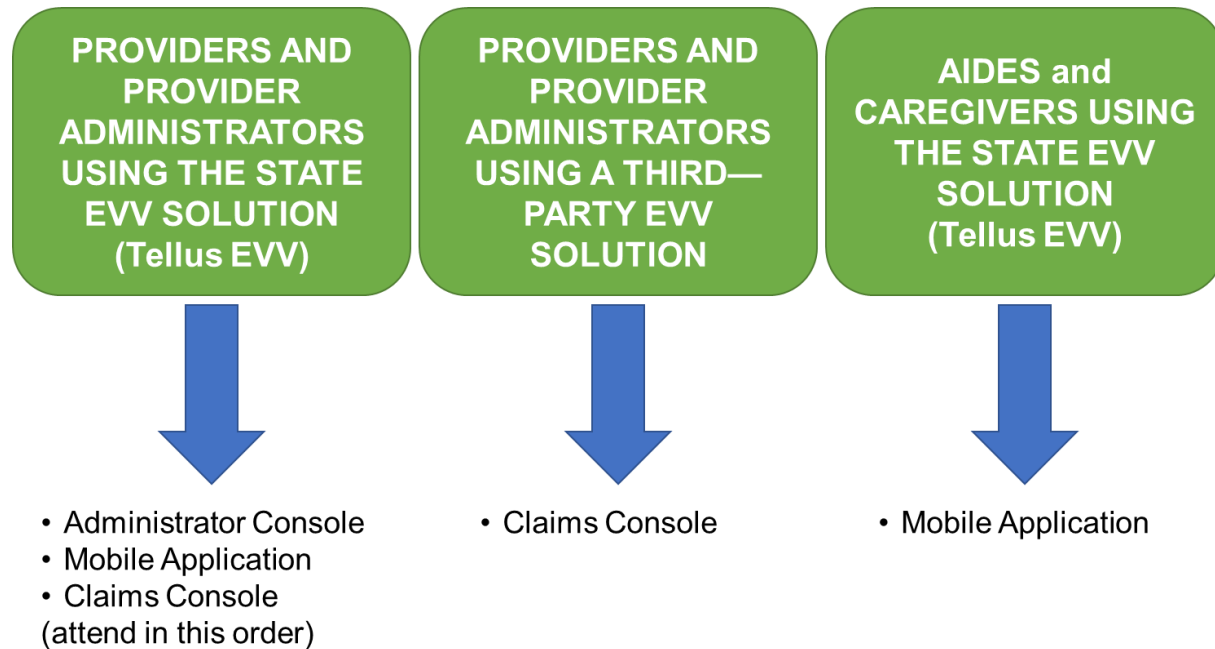 PROVIDERS AND
PROVIDER
ADMINISTRATORS
USING THE STATE
EVV SOLUTION
(Tellus EVV)
PROVIDERS AND
PROVIDER
ADMINISTRATORS
USING A THIRD—
PARTY EVV
SOLUTION
AIDES and
CAREGIVERS USING
THE STATE EVV
SOLUTION
(Tellus EVV)
• Administrator Console
• Mobile Application
• Claims Console
(attend in this order)
• Claims Console
• Mobile Application